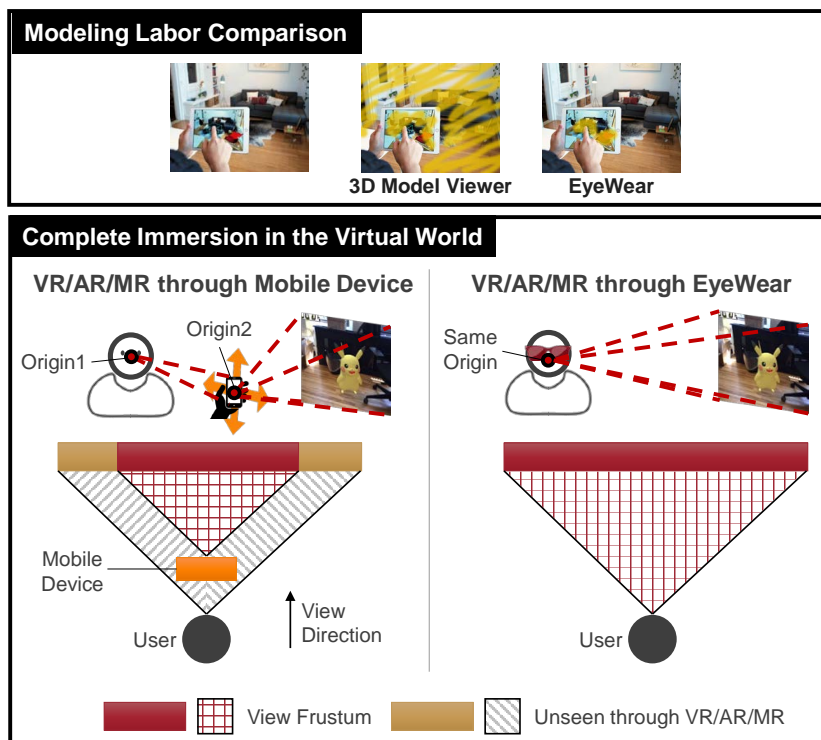 Modeling Labor Comparison
3D Model Viewer
EyeWear
Complete Immersion in the Virtual World
VR/AR/MR through Mobile Device
VR/AR/MR through EyeWear
Origin2
Origin1
Same
Origin
Mobile
Device
View
Direction
User
User
View Frustum
Unseen through VR/AR/MR